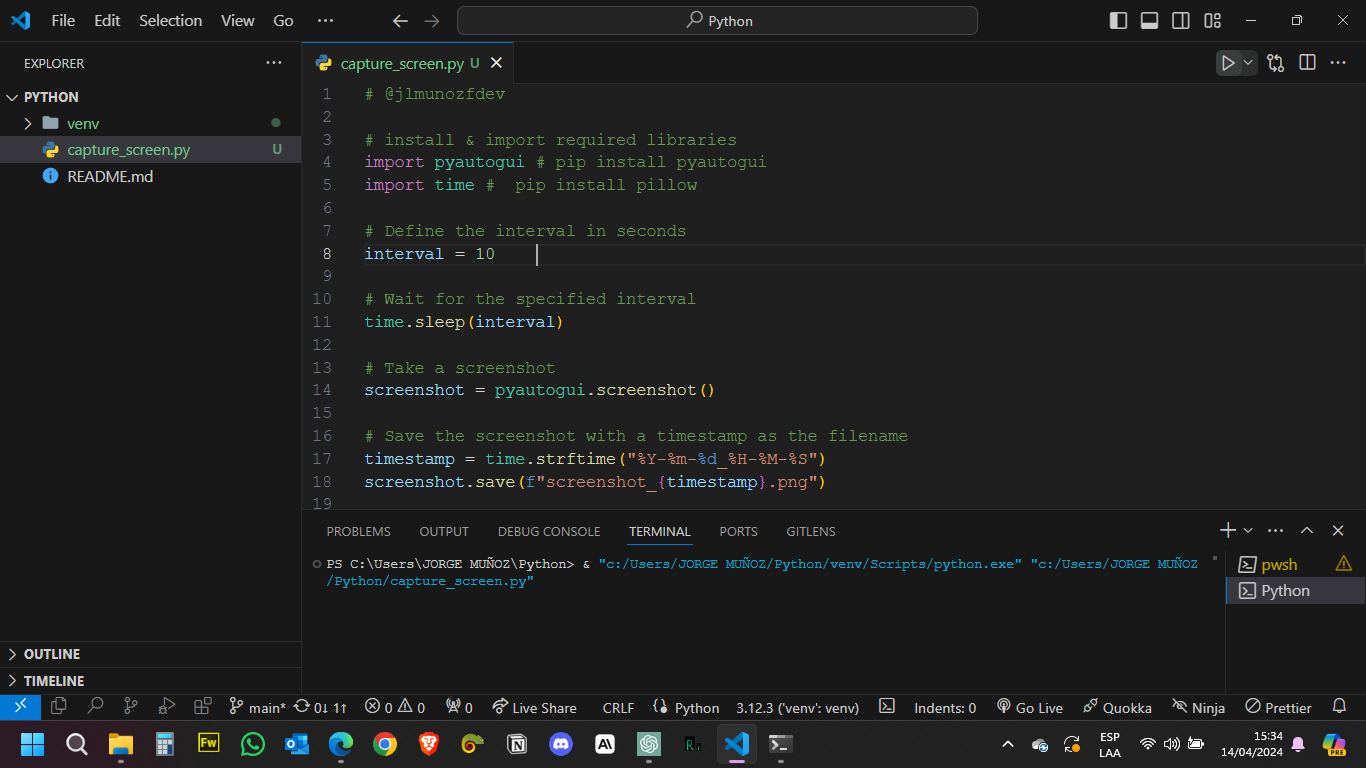 File Edit Selection View Go ··· Python
EXPLORER ···
PYTHON
venv
capture_screen.py U
README.md
OUTLINE
TIMELINE
capture_screen.py U
1 # @jlmunozfdev
2
3 # install & import required libraries
4 import pyautogui # pip install pyautogui
5 import time #  pip install pillow
6
7 # Define the interval in seconds
8 interval = 10
9
10 # Wait for the specified interval
11 time.sleep(interval)
12
13 # Take a screenshot
14 screenshot = pyautogui.screenshot()
15
16 # Save the screenshot with a timestamp as the filename
17 timestamp = time.strftime("%Y-%m-%d_%H-%M-%S")
18 screenshot.save(f"screenshot_{timestamp}.png")
19
PROBLEMS OUTPUT DEBUG CONSOLE TERMINAL PORTS GITLENS
PS C:\Users\JORGE MUÑOZ\Python> & "c:/Users/JORGE MUÑOZ/Python/venv/Scripts/python.exe" "c:/Users/JORGE MUÑOZ
/Python/capture_screen.py"
pwsh
Python
main* 0↓ 1↑ 0 0 0 Live Share CRLF Python 3.12.3 ('venv': venv) Indents: 0 Go Live Quokka Ninja Prettier
Fw
N
AI
ESP
LAA
15:34
14/04/2024
PRE